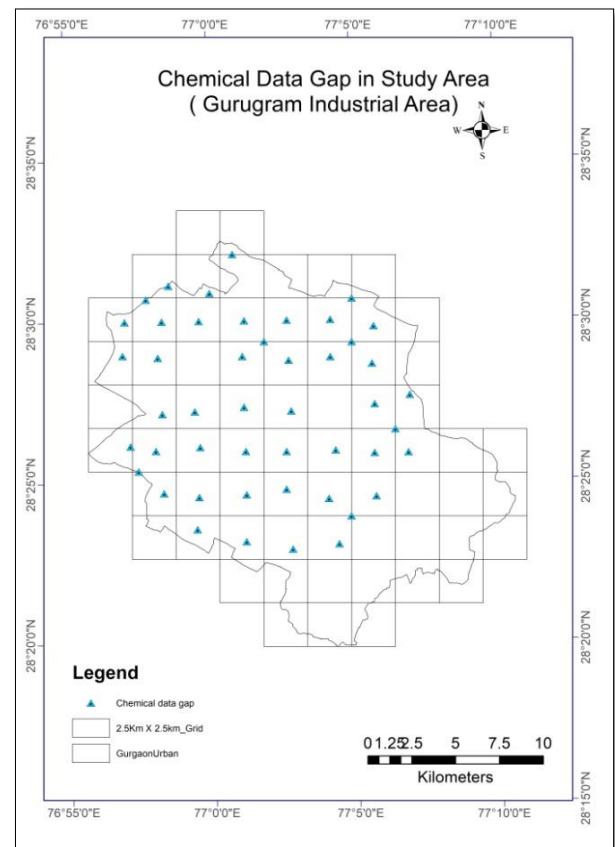 76°55'0"E 77°0'0"E 77°5'0"E 77°10'0"E
Chemical Data Gap in Study Area
( Gurugram Industrial Area)
N
W E
S
28°35'0"N 28°35'0"N
28°30'0"N 28°30'0"N
28°25'0"N 28°25'0"N
28°20'0"N 28°20'0"N
28°15'0"N
Legend
Chemical data gap
2.5Km X 2.5km_Grid
GurgaonUrban
0 1.25 2.5 5 7.5 10
Kilometers
76°55'0"E 77°0'0"E 77°5'0"E 77°10'0"E